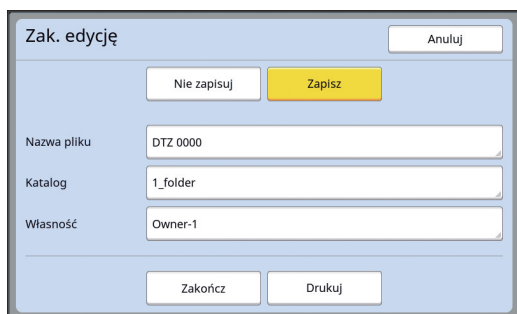 Zak. edycję
Anuluj
Nie zapisuj
Zapisz
Nazwa pliku
DTZ 0000
Katalog
1_folder
Własność
Owner-1
Zakończ
Drukuj